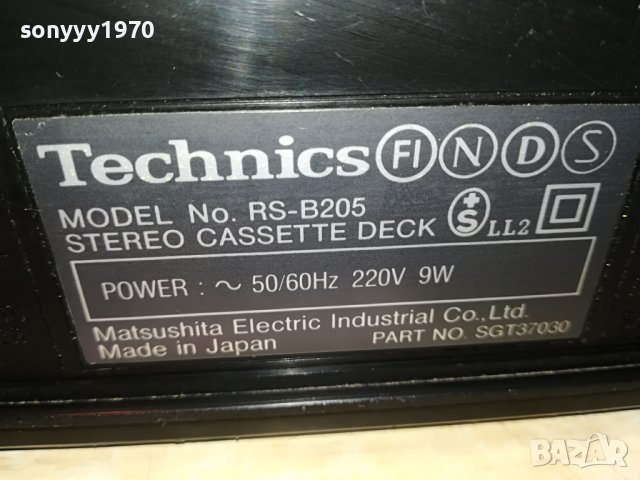 sonyyy1970
Technics FI N D S
MODEL No. RS-B205
STEREO CASSETTE DECK +S LL2
POWER : ~ 50/60Hz 220V 9W
Matsushita Electric Industrial Co., Ltd.
Made in Japan PART NO. SGT37030
BAZAR